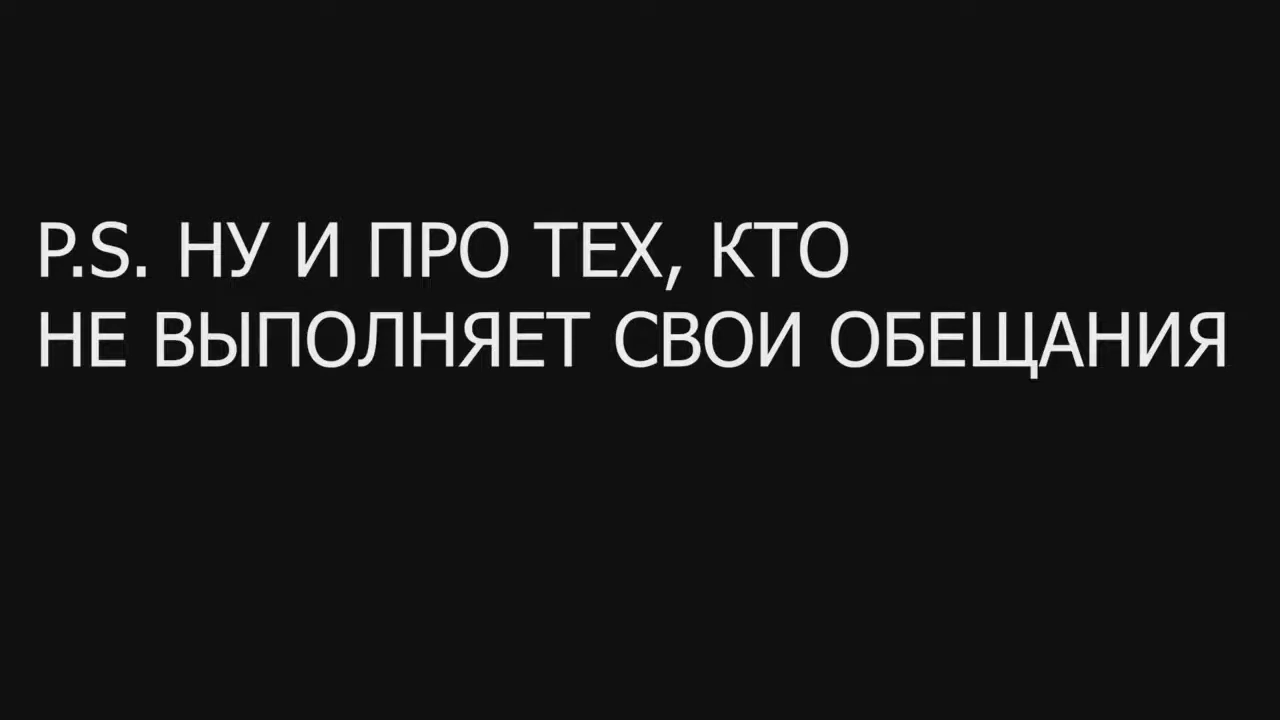 P.S. НУ И ПРО ТЕХ, КТО
НЕ ВЫПОЛНЯЕТ СВОИ ОБЕЩАНИЯ